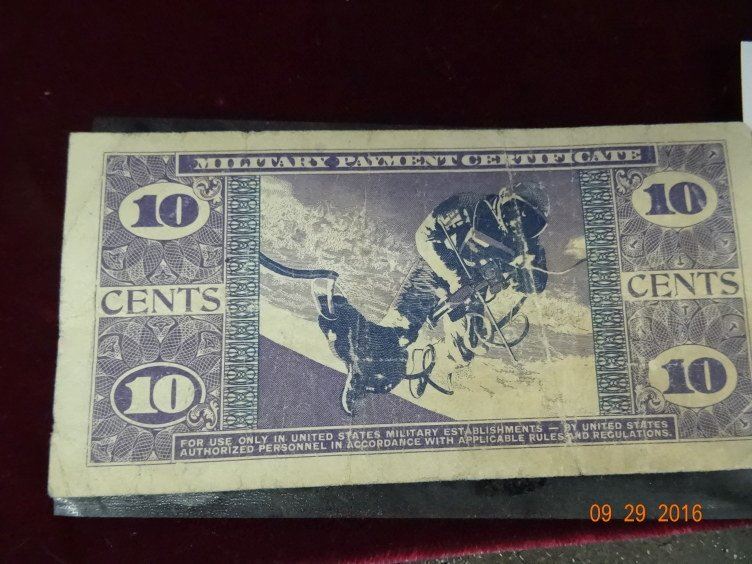 MILITARY PAYMENT CERTIFICATE
10 10
CENTS CENTS
10 10
FOR USE ONLY IN UNITED STATES MILITARY ESTABLISHMENTS — BY UNITED STATES
AUTHORIZED PERSONNEL IN ACCORDANCE WITH APPLICABLE RULES AND REGULATIONS.
09 29 2016